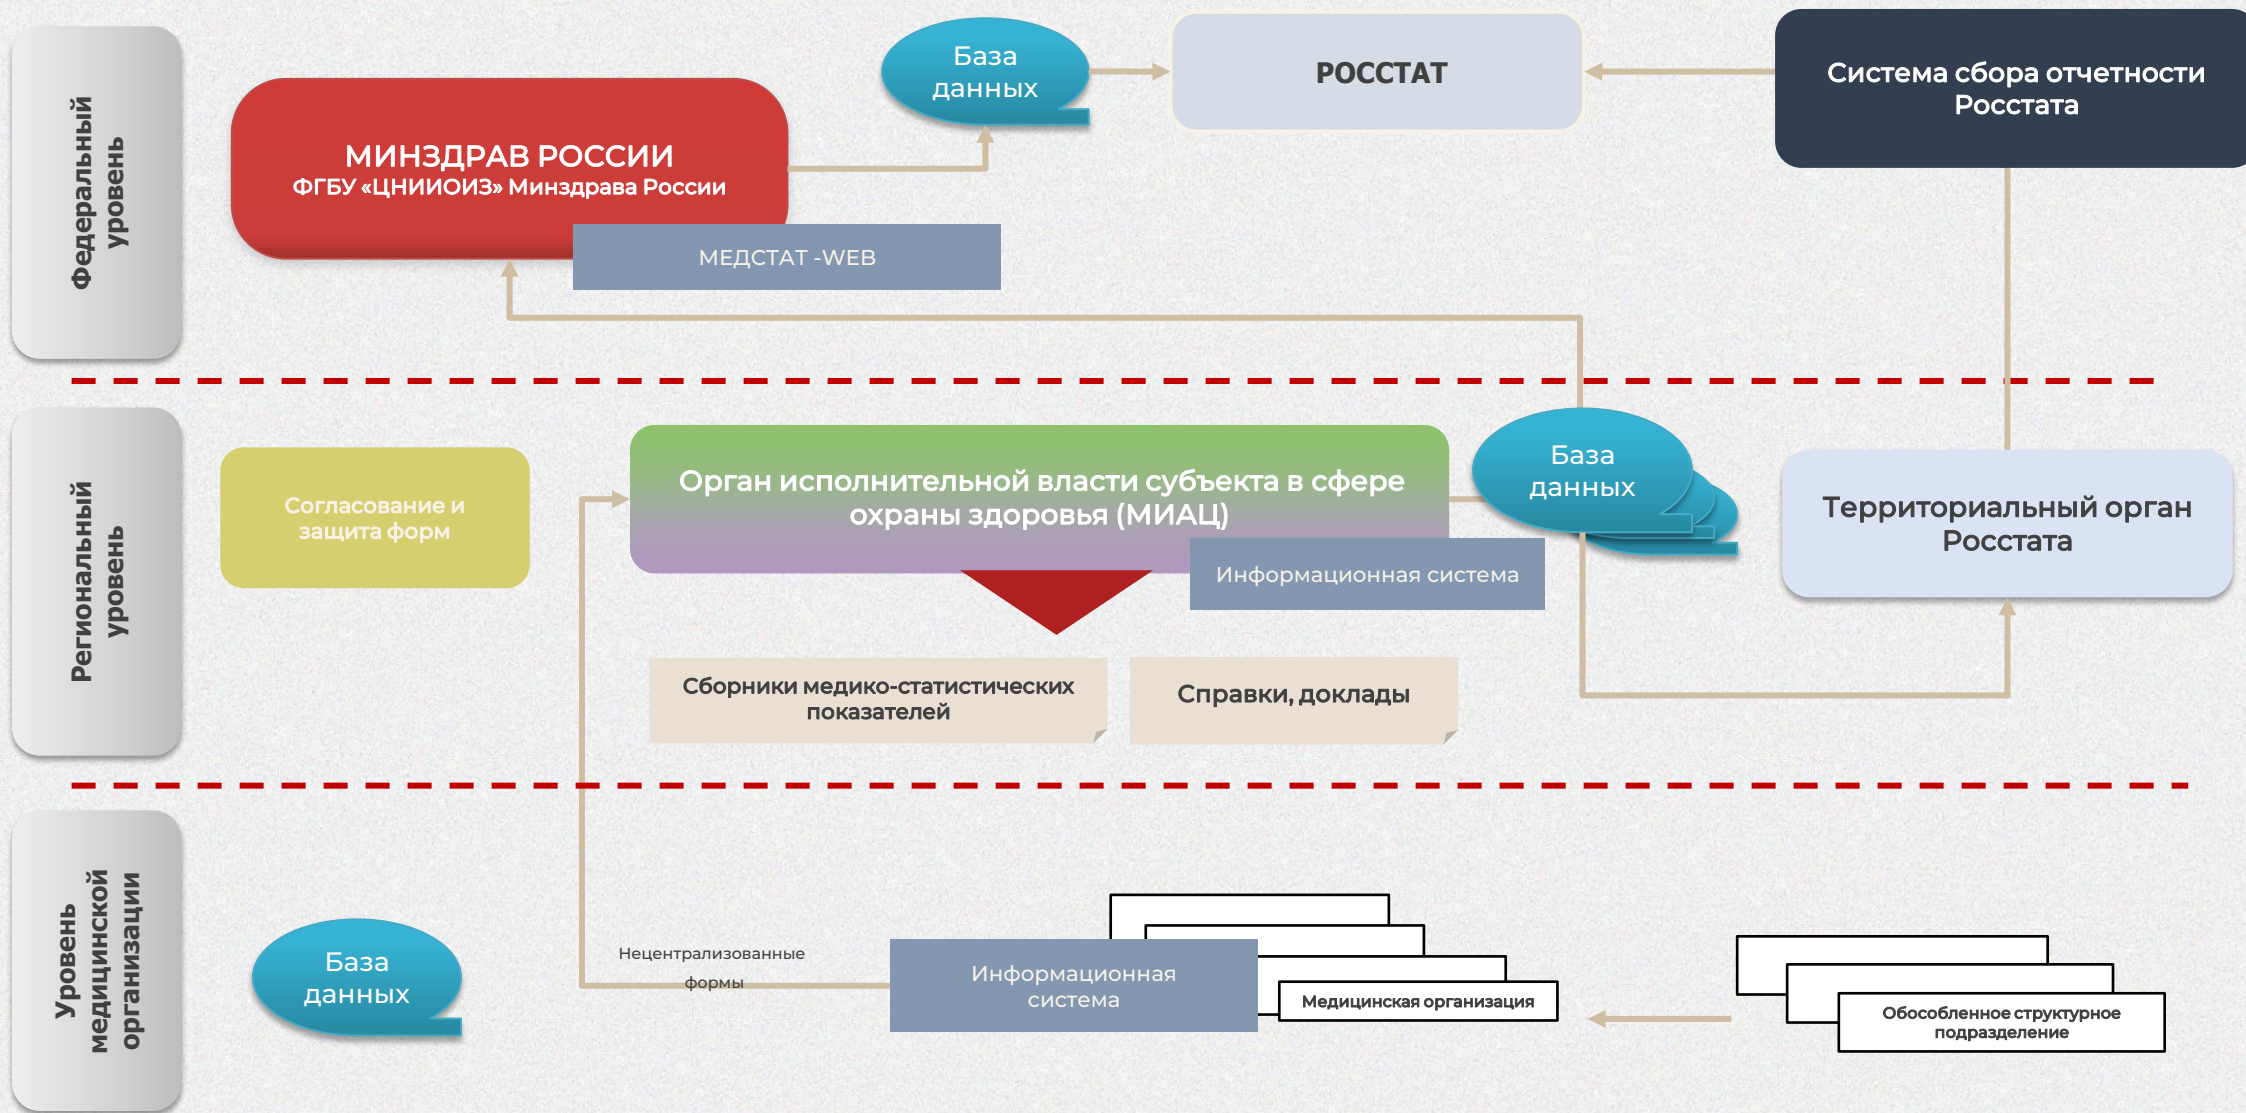 Федеральный
уровень
База
данных
РОССТАТ
Система сбора отчетности
Росстата
МИНЗДРАВ РОССИИ
ФГБУ «ЦНИИОИЗ» Минздрава России
МЕДСТАТ -WEB
Региональный
уровень
Согласование и
защита форм
Орган исполнительной власти субъекта в сфере
охраны здоровья (МИАЦ)
Информационная система
База
данных
Территориальный орган
Росстата
Сборники медико-статистических
показателей
Справки, доклады
Уровень
медицинской
организации
База
данных
Нецентрализованные
формы
Информационная
система
Медицинская организация
Обособленное структурное
подразделение